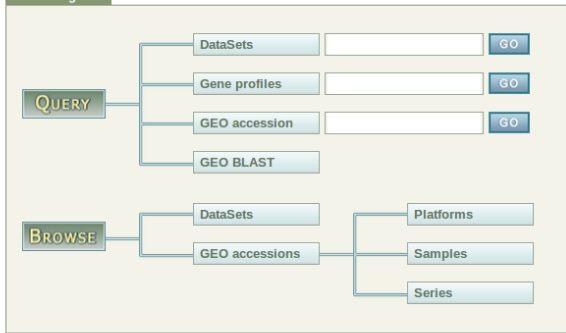 DataSets GO
Gene profiles GO
QUERY
GEO accession GO
GEO BLAST
DataSets Platforms
BROWSE
GEO accessions Samples
Series